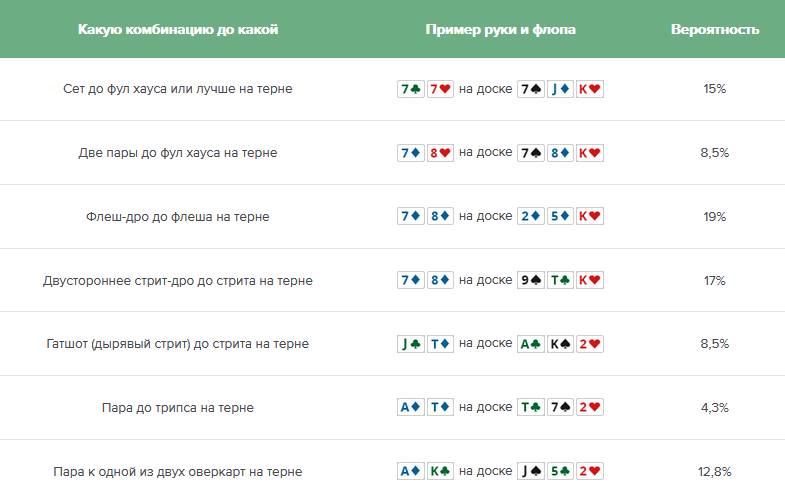 Какую комбинацию до какой Пример руки и флопа Вероятность
Сет до фул хауса или лучше на терне 7♣ 7♥ на доске 7♠ J♦ K♥ 15%
Две пары до фул хауса на терне 7♦ 8♥ на доске 7♠ 8♦ K♥ 8,5%
Флеш-дро до флеша на терне 7♦ 8♦ на доске 2♦ 5♦ K♥ 19%
Двустороннее стрит-дро до стрита на терне 7♦ 8♦ на доске 9♠ T♣ K♥ 17%
Гатшот (дырявый стрит) до стрита на терне J♣ T♦ на доске A♣ K♠ 2♥ 8,5%
Пара до трипса на терне A♦ T♦ на доске T♣ 7♠ 2♥ 4,3%
Пара к одной из двух оверкарт на терне A♦ K♣ на доске J♠ 5♣ 2♥ 12,8%